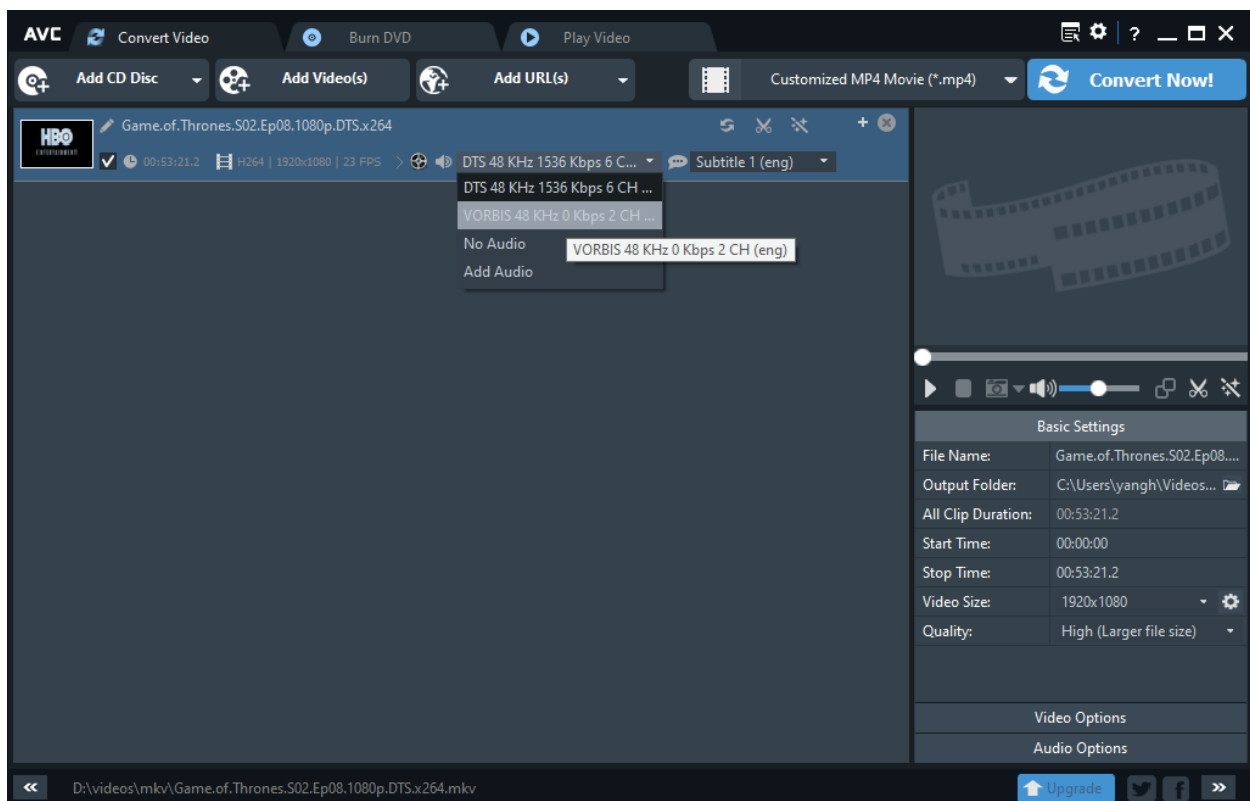 AVC Convert Video Burn DVD Play Video ?
Add CD Disc Add Video(s) Add URL(s) Customized MP4 Movie (*.mp4) Convert Now!
HBO
ENTERTAINMENT
Game.of.Thrones.S02.Ep08.1080p.DTS.x264
00:53:21.2 H264 | 1920x1080 | 23 FPS DTS 48 KHz 1536 Kbps 6 C... Subtitle 1 (eng)
DTS 48 KHz 1536 Kbps 6 CH ...
VORBIS 48 KHz 0 Kbps 2 CH ...
No Audio
VORBIS 48 KHz 0 Kbps 2 CH (eng)
Add Audio
Basic Settings
File Name: Game.of.Thrones.S02.Ep08....
Output Folder: C:\Users\yangh\Videos...
All Clip Duration: 00:53:21.2
Start Time: 00:00:00
Stop Time: 00:53:21.2
Video Size: 1920x1080
Quality: High (Larger file size)
Video Options
Audio Options
D:\videos\mkv\Game.of.Thrones.S02.Ep08.1080p.DTS.x264.mkv Upgrade